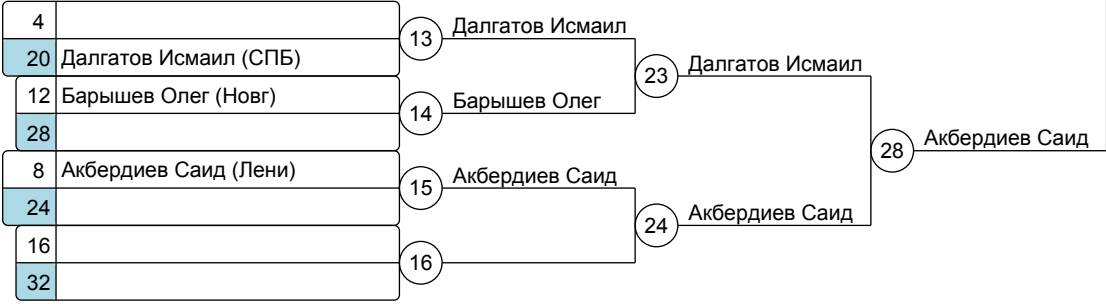 4
20 Далгатов Исмаил (СПБ)
12 Барышев Олег (Новг)
28
8 Акбердиев Саид (Лени)
24
16
32
13 Далгатов Исмаил
14 Барышев Олег
15 Акбердиев Саид
16
23 Далгатов Исмаил
24 Акбердиев Саид
28 Акбердиев Саид